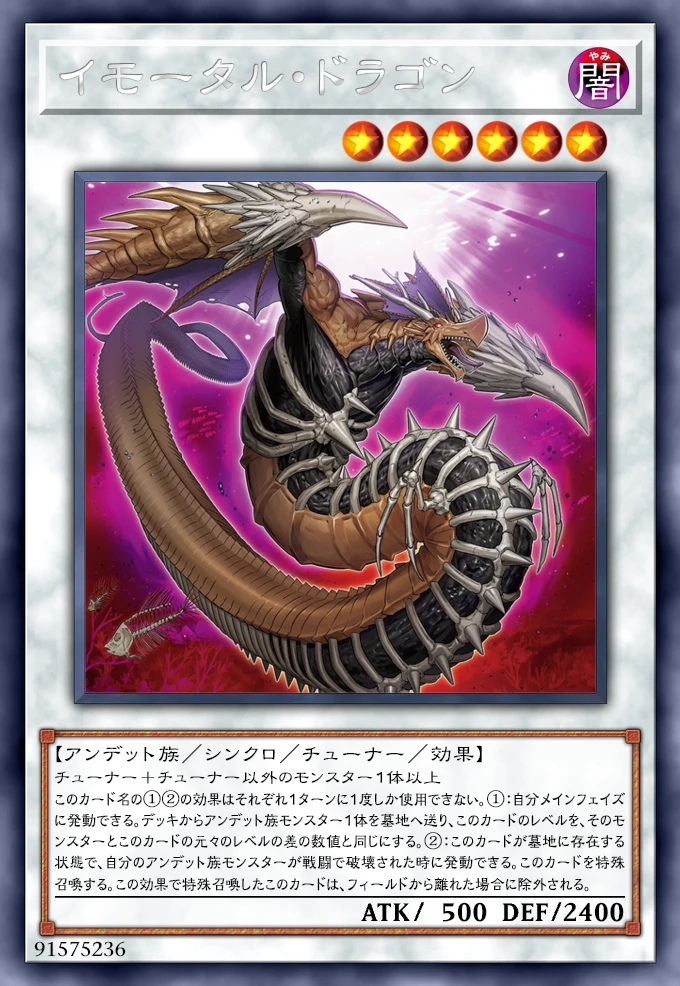 イモータル・ドラゴン
やみ
闇
【アンデット族／シンクロ／チューナー／効果】
チューナー＋チューナー以外のモンスター1体以上
このカード名の①②の効果はそれぞれ1ターンに1度しか使用できない。①：自分メインフェイズ
に発動できる。デッキからアンデット族モンスター1体を墓地へ送り、このカードのレベルを、そのモ
ンスターとこのカードの元々のレベルの差の数値と同じにする。②：このカードが墓地に存在する
状態で、自分のアンデット族モンスターが戦闘で破壊された時に発動できる。このカードを特殊
召喚する。この効果で特殊召喚したこのカードは、フィールドから離れた場合に除外される。
ATK/ 500 DEF/2400
91575236